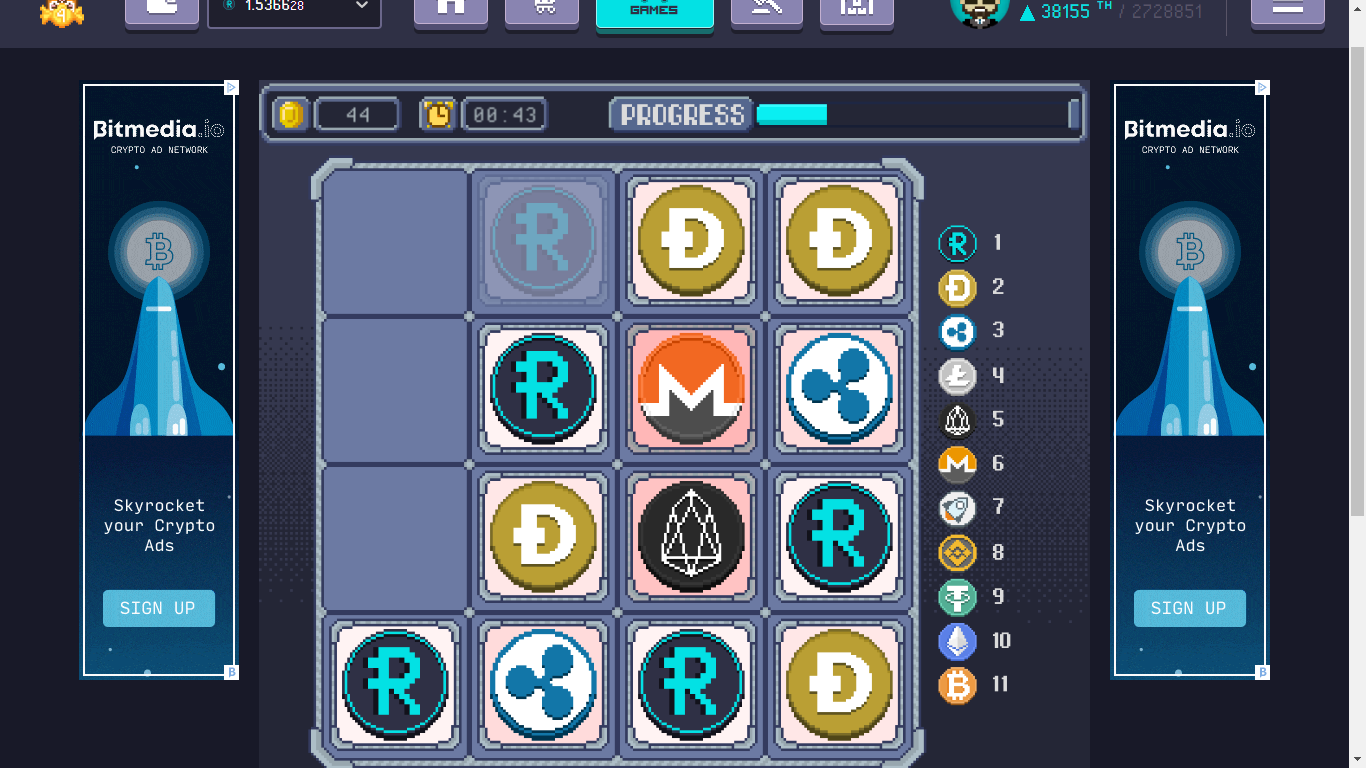 1.536628
GAMES
38155 TH / 2728851
Bitmedia.io
CRYPTO AD NETWORK
Skyrocket
your Crypto
Ads
SIGN UP
44
00:43
PROGRESS
1
2
3
4
5
6
7
8
9
10
11
Bitmedia.io
CRYPTO AD NETWORK
Skyrocket
your Crypto
Ads
SIGN UP